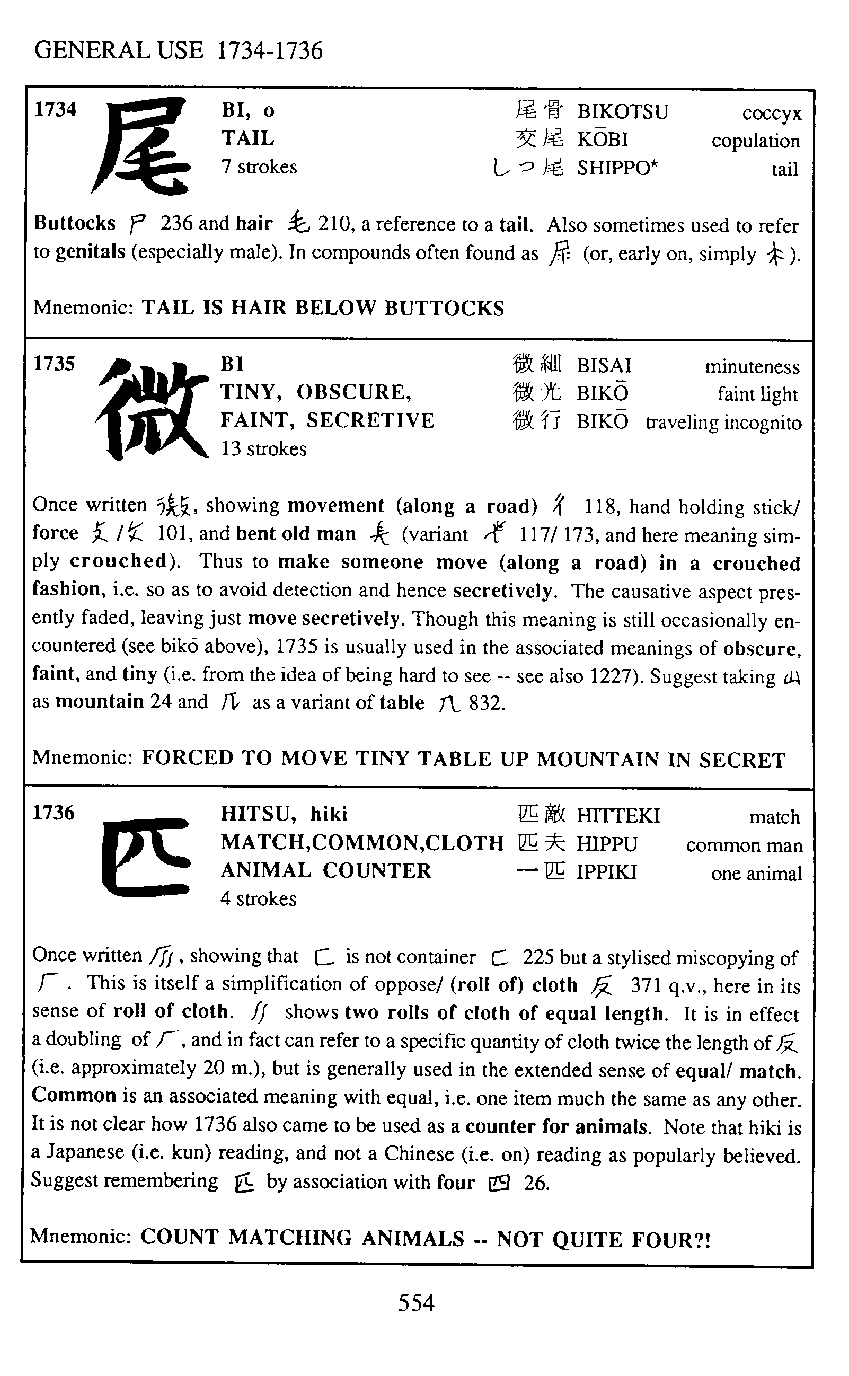 GENERAL USE 1734-1736
1734 尾 BI, o 尾骨 BIKOTSU coccyx
TAIL 交尾 KŌBI copulation
7 strokes しっ尾 SHIPPO* tail
Buttocks 尸 236 and hair 毛 210, a reference to a tail. Also sometimes used to refer
to genitals (especially male). In compounds often found as (or, early on, simply ).
Mnemonic: TAIL IS HAIR BELOW BUTTOCKS
1735 微 BI 微細 BISAI minuteness
TINY, OBSCURE, 微光 BIKŌ faint light
FAINT, SECRETIVE 微行 BIKŌ traveling incognito
13 strokes
Once written , showing movement (along a road) 彳 118, hand holding stick/
force / 攵 101, and bent old man (variant 117/ 173, and here meaning sim-
ply crouched). Thus to make someone move (along a road) in a crouched
fashion, i.e. so as to avoid detection and hence secretively. The causative aspect pres-
ently faded, leaving just move secretively. Though this meaning is still occasionally en-
countered (see bikō above), 1735 is usually used in the associated meanings of obscure,
faint, and tiny (i.e. from the idea of being hard to see -- see also 1227). Suggest taking 山
as mountain 24 and as a variant of table 几 832.
Mnemonic: FORCED TO MOVE TINY TABLE UP MOUNTAIN IN SECRET
1736 匹 HITSU, hiki 匹敵 HITTEKI match
MATCH,COMMON,CLOTH 匹夫 HIPPU common man
ANIMAL COUNTER 一匹 IPPIKI one animal
4 strokes
Once written , showing that 匚 is not container 匚 225 but a stylised miscopying of
厂 . This is itself a simplification of oppose/ (roll of) cloth 反 371 q.v., here in its
sense of roll of cloth. shows two rolls of cloth of equal length. It is in effect
a doubling of 厂, and in fact can refer to a specific quantity of cloth twice the length of 反
(i.e. approximately 20 m.), but is generally used in the extended sense of equal/ match.
Common is an associated meaning with equal, i.e. one item much the same as any other.
It is not clear how 1736 also came to be used as a counter for animals. Note that hiki is
a Japanese (i.e. kun) reading, and not a Chinese (i.e. on) reading as popularly believed.
Suggest remembering 匹 by association with four 四 26.
Mnemonic: COUNT MATCHING ANIMALS -- NOT QUITE FOUR?!
554